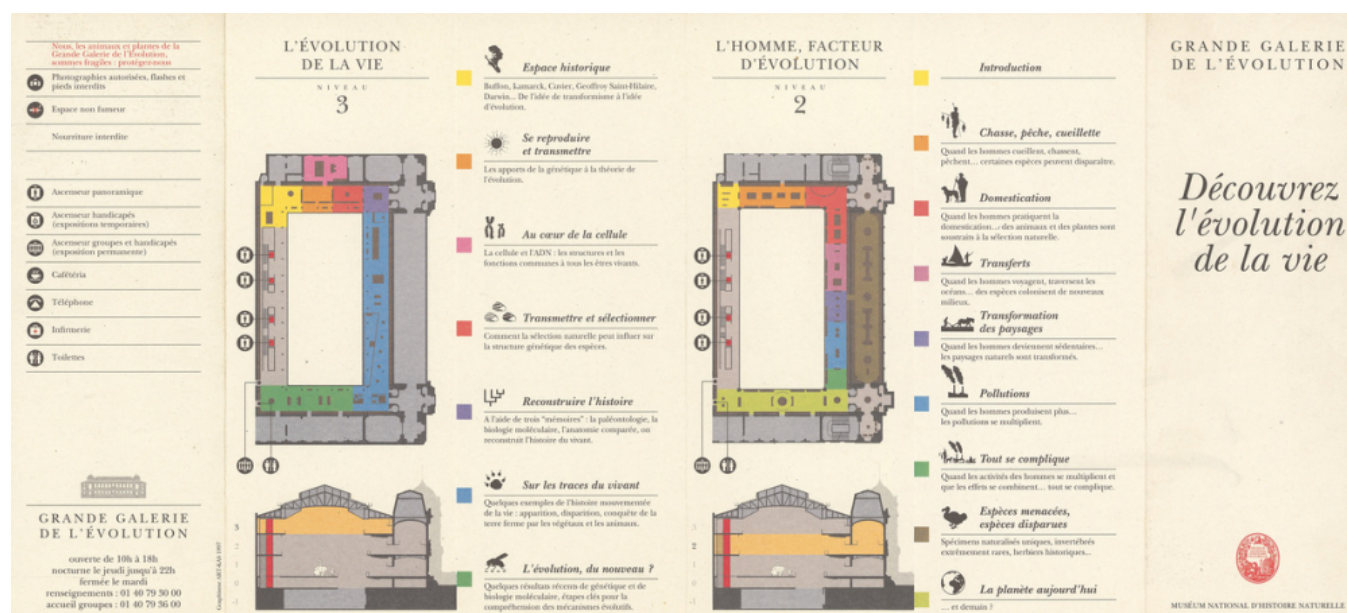 Nous, les animaux et plantes de la
Grande Galerie de l'Évolution,
sommes fragiles : protégez-nous
Photographies autorisées, flashes et
pieds interdits
Espace non fumeur
Nourriture interdite
Ascenseur panoramique
Ascenseur handicapés
(expositions temporaires)
Ascenseur groupes et handicapés
(exposition permanente)
Cafétéria
Téléphone
Infirmerie
Toilettes
GRANDE GALERIE
DE L'ÉVOLUTION
ouverte de 10h à 18h
nocturne le jeudi jusqu'à 22h
fermée le mardi
renseignements : 01 40 79 30 00
accueil groupes : 01 40 79 36 00
L'ÉVOLUTION
DE LA VIE
NIVEAU
3
3
2
1
0
-1
Espace historique
Buffon, Lamarck, Cuvier, Geoffroy Saint-Hilaire,
Darwin... De l'idée de transformisme à l'idée
d'évolution.
Se reproduire
et transmettre
Les apports de la génétique à la théorie de
l'évolution.
Au cœur de la cellule
La cellule et l'ADN : les structures et les
fonctions communes à tous les êtres vivants.
Transmettre et sélectionner
Comment la sélection naturelle peut influer sur
la structure génétique des espèces.
Reconstruire l'histoire
A l'aide de trois "mémoires" : la paléontologie, la
biologie moléculaire, l'anatomie comparée, on
reconstruit l'histoire du vivant.
Sur les traces du vivant
Quelques exemples de l'histoire mouvementée
de la vie : apparition, disparition, conquête de la
terre ferme par les végétaux et les animaux.
L'évolution, du nouveau ?
Quelques résultats récents de génétique et de
biologie moléculaire, étapes clés pour la
compréhension des mécanismes évolutifs.
L'HOMME, FACTEUR
D'ÉVOLUTION
NIVEAU
2
3
2
1
0
-1
Introduction
Chasse, pêche, cueillette
Quand les hommes cueillent, chassent,
pêchent... certaines espèces peuvent disparaître.
Domestication
Quand les hommes pratiquent la
domestication... des animaux et des plantes sont
soustraits à la sélection naturelle.
Transferts
Quand les hommes voyagent, traversent les
océans... des espèces colonisent de nouveaux
milieux.
Transformation
des paysages
Quand les hommes deviennent sédentaires...
les paysages naturels sont transformés.
Pollutions
Quand les hommes produisent plus...
les pollutions se multiplient.
Tout se complique
Quand les activités des hommes se multiplient et
que les effets se combinent... tout se complique.
Espèces menacées,
espèces disparues
Spécimens naturalisés uniques, invertébrés
extrêmement rares, herbiers historiques...
La planète aujourd'hui
... et demain ?
GRANDE GALERIE
DE L'ÉVOLUTION
Découvrez
l'évolution
de la vie
MUSÉUM NATIONAL D'HISTOIRE NATURELLE